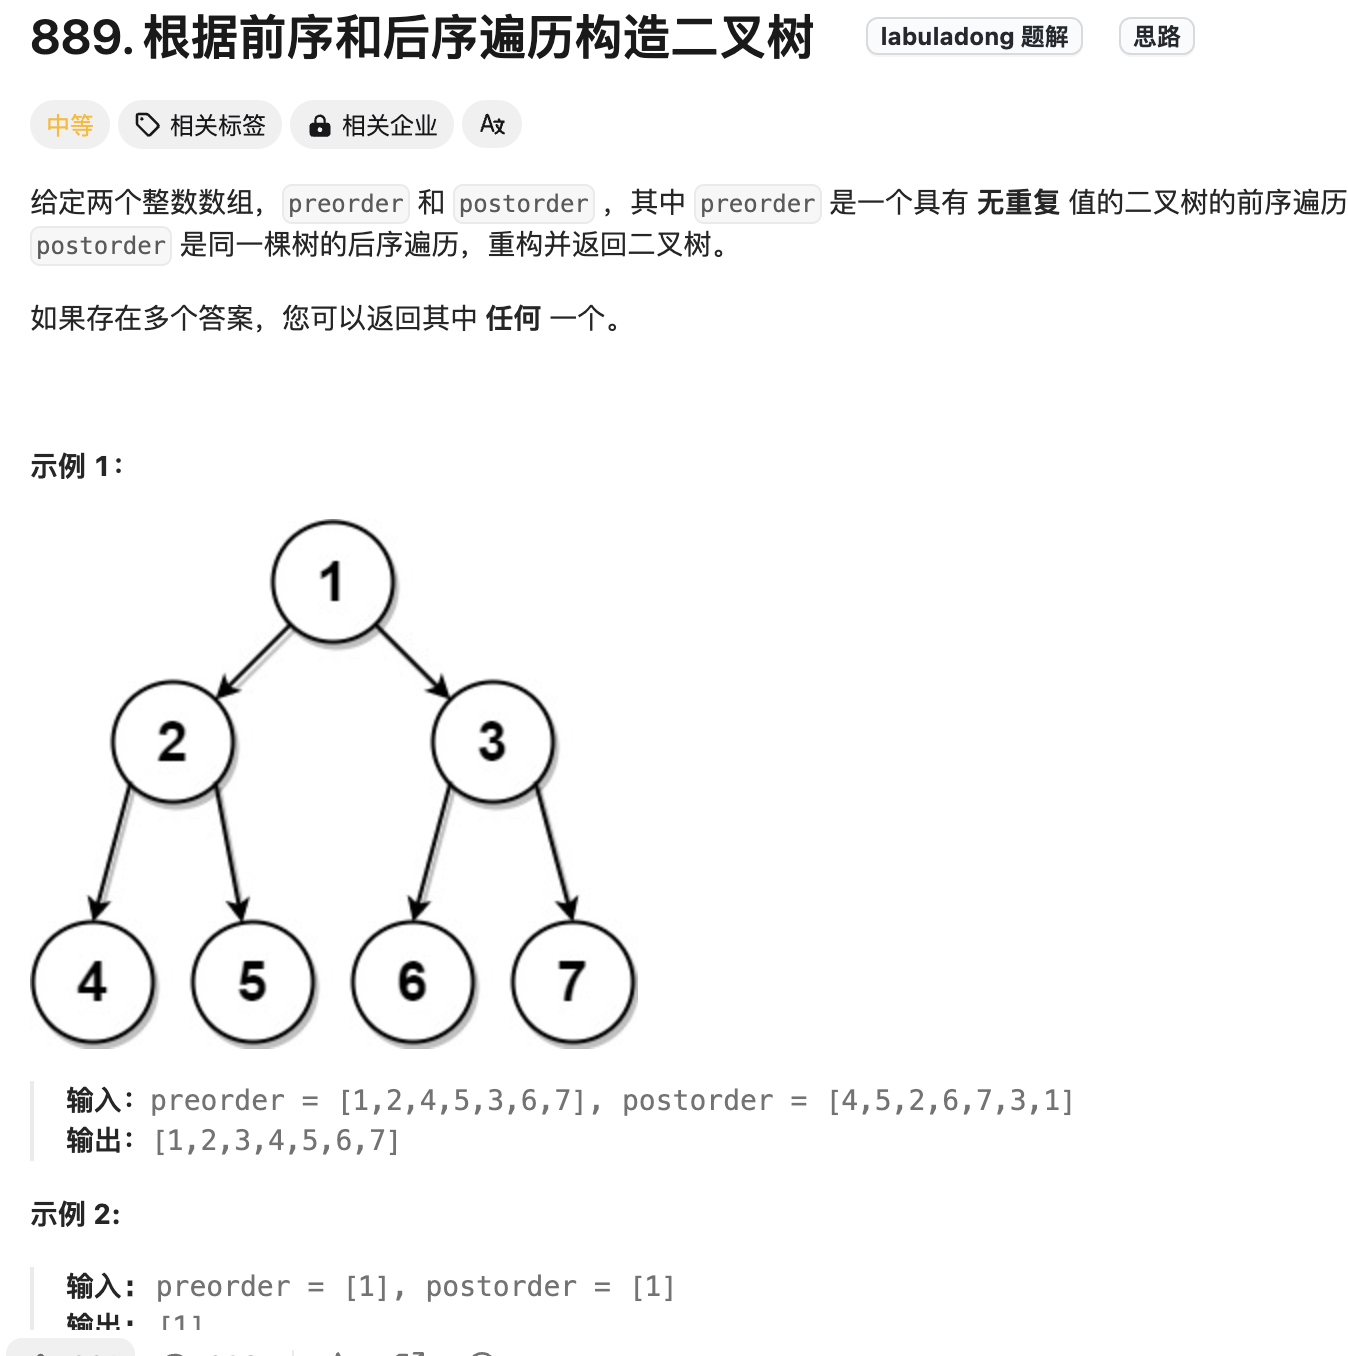 889. 根据前序和后序遍历构造二叉树 labuladong 题解 思路
中等 相关标签 相关企业
给定两个整数数组，preorder 和 postorder ，其中 preorder 是一个具有 无重复 值的二叉树的前序遍历
postorder 是同一棵树的后序遍历，重构并返回二叉树。
如果存在多个答案，您可以返回其中 任何 一个。
示例 1：
1
2 3
4 5 6 7
输入：preorder = [1,2,4,5,3,6,7], postorder = [4,5,2,6,7,3,1]
输出：[1,2,3,4,5,6,7]
示例 2:
输入: preorder = [1], postorder = [1]
输出: [1]